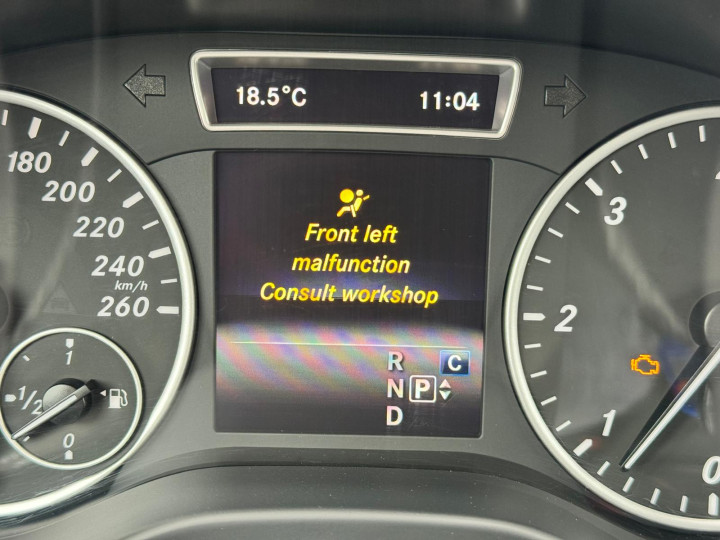 18.5°C 11:04
Front left
malfunction
Consult workshop
R C
N P
D
180
200
220
240
km/h
260
1
1/2
0
3
2
1
0